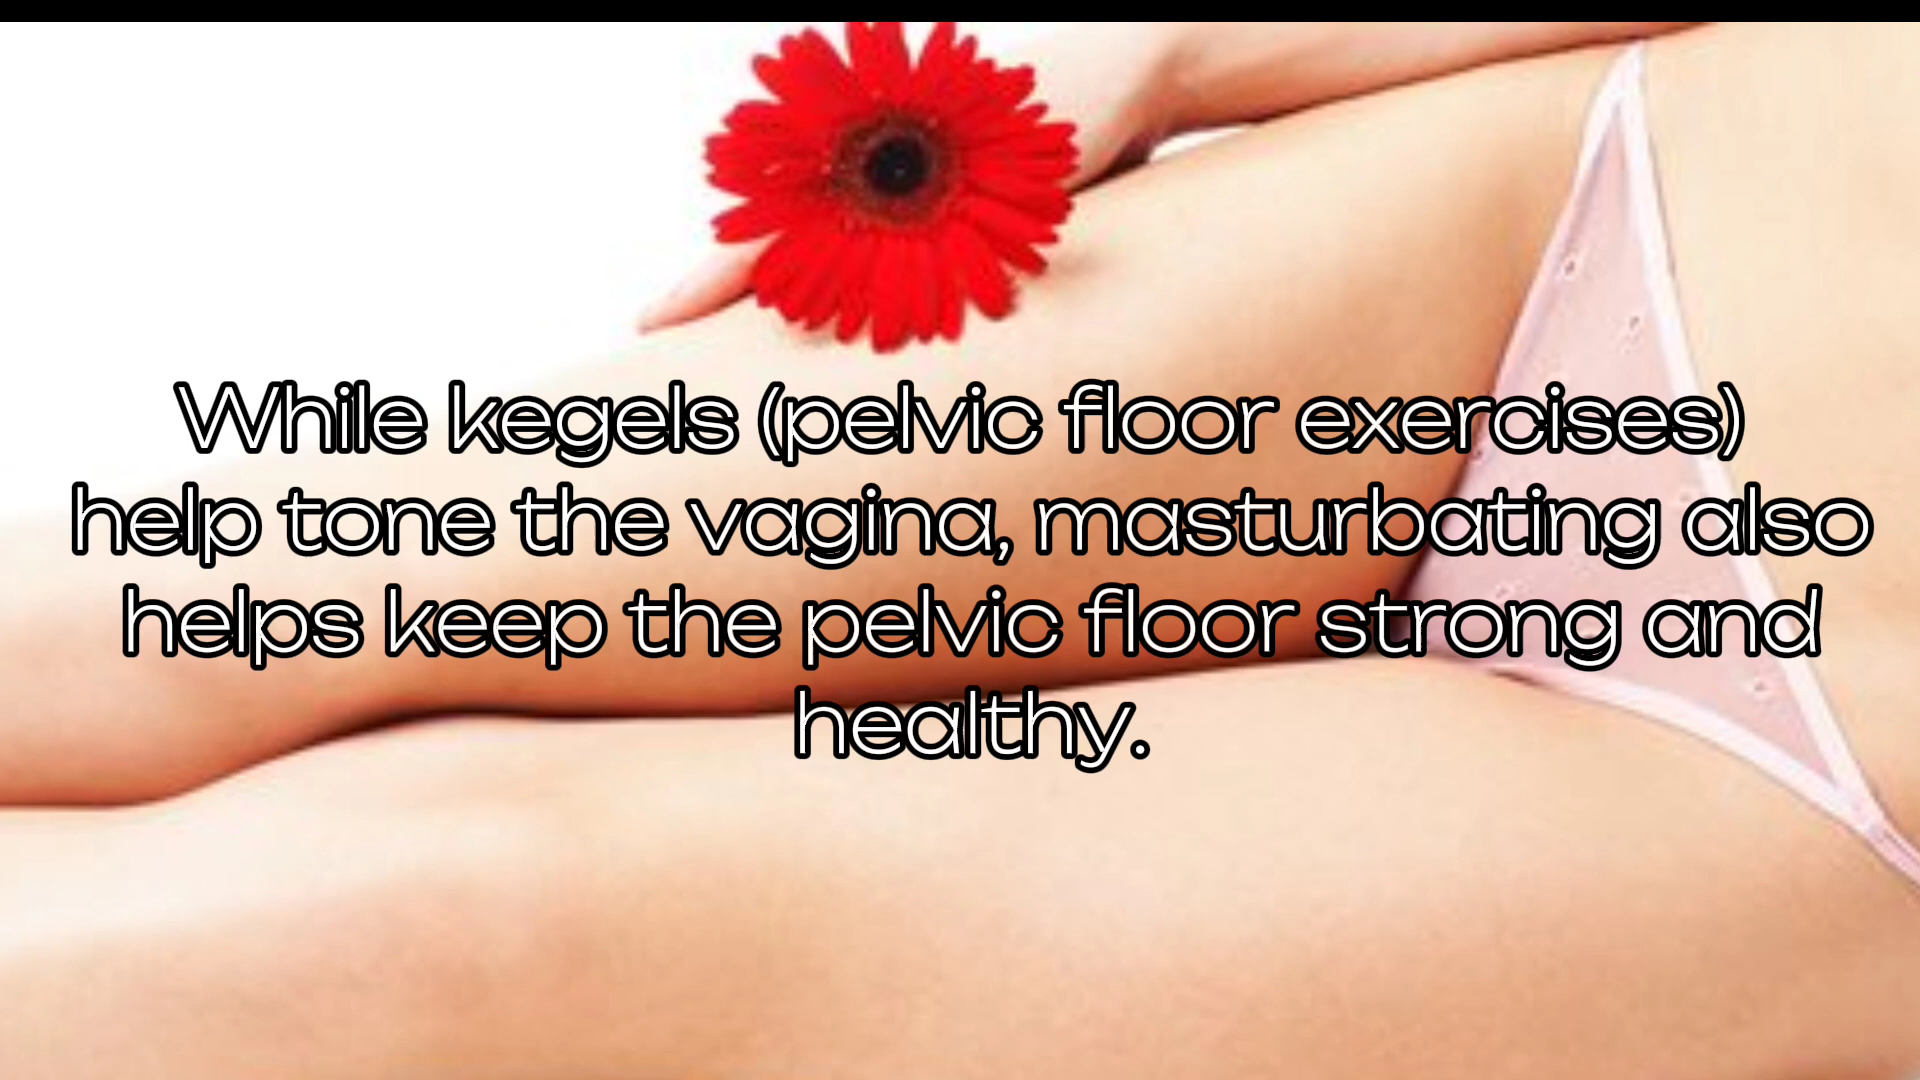 While kegels (pelvic floor exercises)
help tone the vagina, masturbating also
helps keep the pelvic floor strong and
healthy.